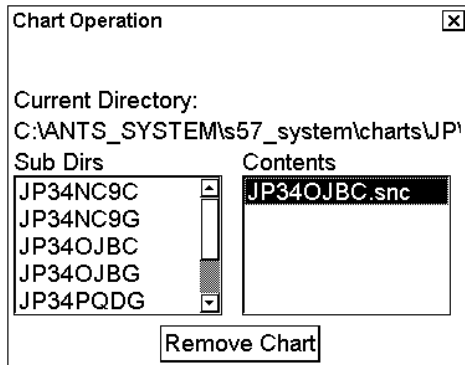 Chart Operation
Current Directory:
C:\ANTS_SYSTEM\s57_system\charts\JP\
Sub Dirs
Contents
JP34NC9C
JP34NC9G
JP34OJBC
JP34OJBG
JP34PQDG
JP34OJBC.snc
Remove Chart